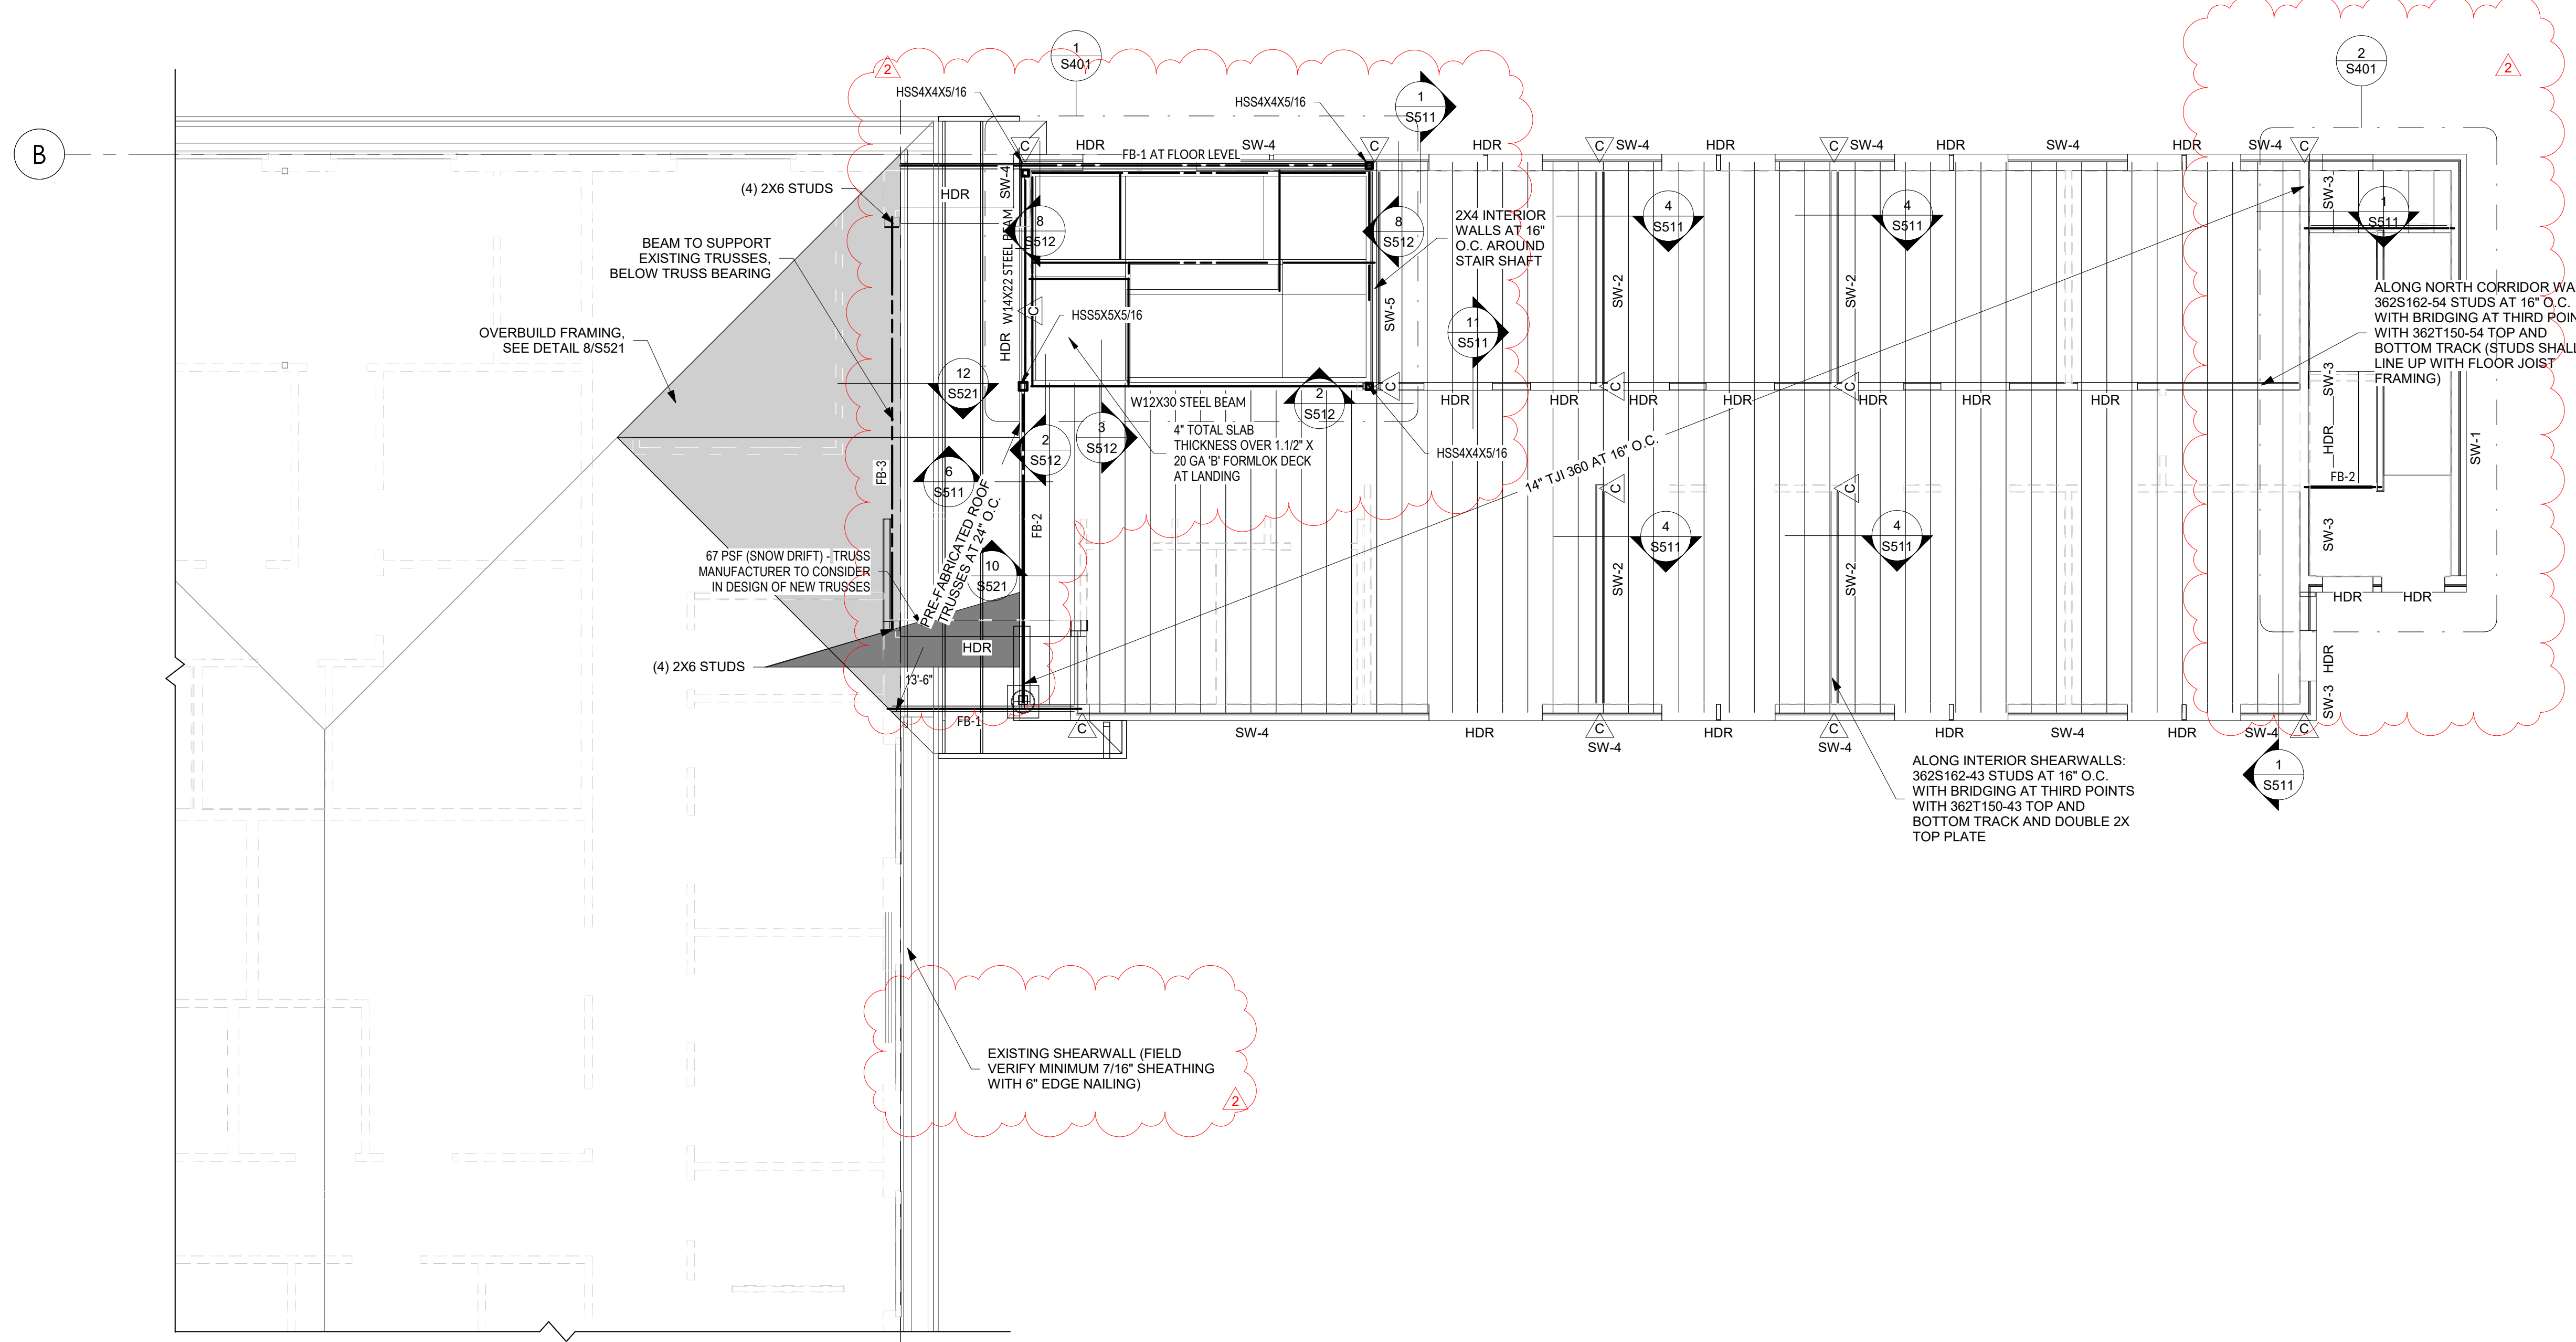 1
S401
2
S401
2
2
HSS4X4X5/16
HSS4X4X5/16
1
S511
B
C
HDR
SW-4
C
HDR
C
SW-4
HDR
C
SW-4
HDR
SW-4
HDR
SW-4
C
FB-1 AT FLOOR LEVEL
(4) 2X6 STUDS
HDR
SW-4
W14X22 STEEL BEAM
HDR
8
S512
8
S512
2X4 INTERIOR
WALLS AT 16"
O.C. AROUND
STAIR SHAFT
4
S511
4
S511
SW-3
1
S511
BEAM TO SUPPORT
EXISTING TRUSSES,
BELOW TRUSS BEARING
C
HSS5X5X5/16
SW-5
11
S511
SW-2
SW-2
ALONG NORTH CORRIDOR WA
362S162-54 STUDS AT 16" O.C.
WITH BRIDGING AT THIRD POIN
WITH 362T150-54 TOP AND
BOTTOM TRACK (STUDS SHALL
LINE UP WITH FLOOR JOIST
FRAMING)
OVERBUILD FRAMING,
SEE DETAIL 8/S521
12
S521
W12X30 STEEL BEAM
2
S512
C
HDR
HDR
C
HDR
HDR
C
HDR
HDR
HDR
SW-3
HDR
SW-1
4" TOTAL SLAB
THICKNESS OVER 1.1/2" X
20 GA 'B' FORMLOK DECK
AT LANDING
2
S512
3
S512
HSS4X4X5/16
14" TJI 360 AT 16" O.C.
FB-3
6
S511
FB-2
C
C
FB-2
PRE-FABRICATED ROOF
TRUSSES AT 24" O.C.
67 PSF (SNOW DRIFT) - TRUSS
MANUFACTURER TO CONSIDER
IN DESIGN OF NEW TRUSSES
10
S521
4
S511
4
S511
SW-3
SW-2
SW-2
HDR
HDR
HDR
(4) 2X6 STUDS
13'-6"
HDR
SW-3
FB-1
C
SW-4
HDR
C
SW-4
HDR
C
SW-4
HDR
SW-4
HDR
SW-4
C
1
S511
ALONG INTERIOR SHEARWALLS:
362S162-43 STUDS AT 16" O.C.
WITH BRIDGING AT THIRD POINTS
WITH 362T150-43 TOP AND
BOTTOM TRACK AND DOUBLE 2X
TOP PLATE
EXISTING SHEARWALL (FIELD
VERIFY MINIMUM 7/16" SHEATHING
WITH 6" EDGE NAILING)
2